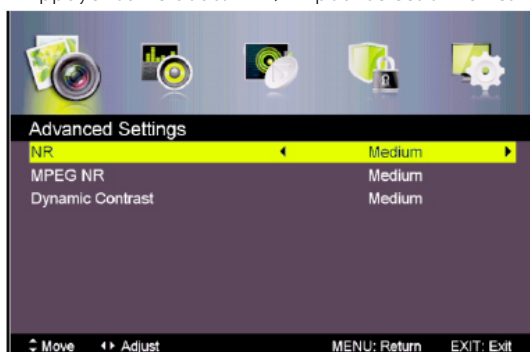 Advanced Settings
NR Medium
MPEG NR Medium
Dynamic Contrast Medium
Move Adjust MENU: Return EXIT: Exit